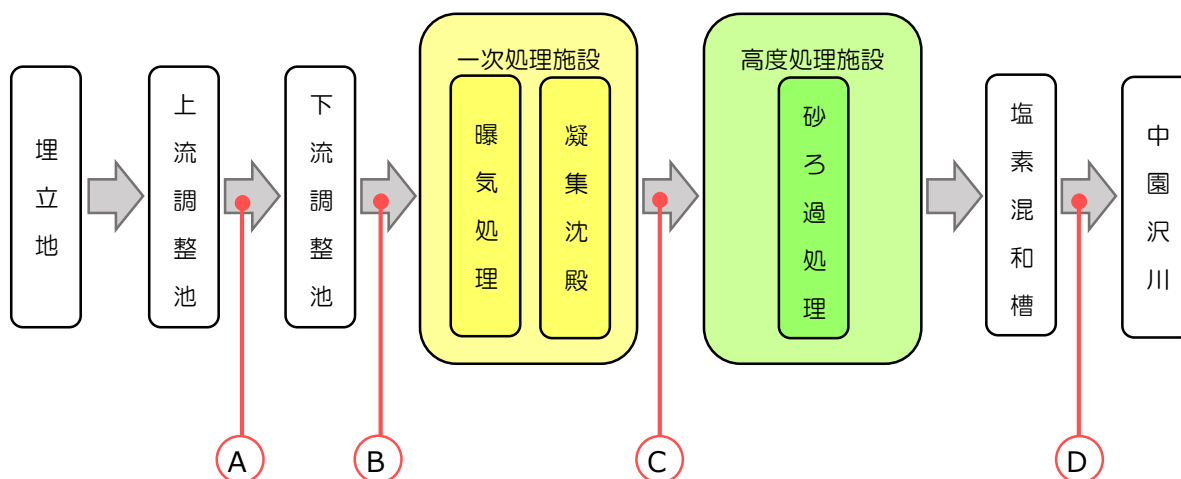 埋立地
上流調整池
下流調整池
一次処理施設
曝気処理
凝集沈殿
高度処理施設
砂ろ過処理
塩素混和槽
中園沢川
A
B
C
D